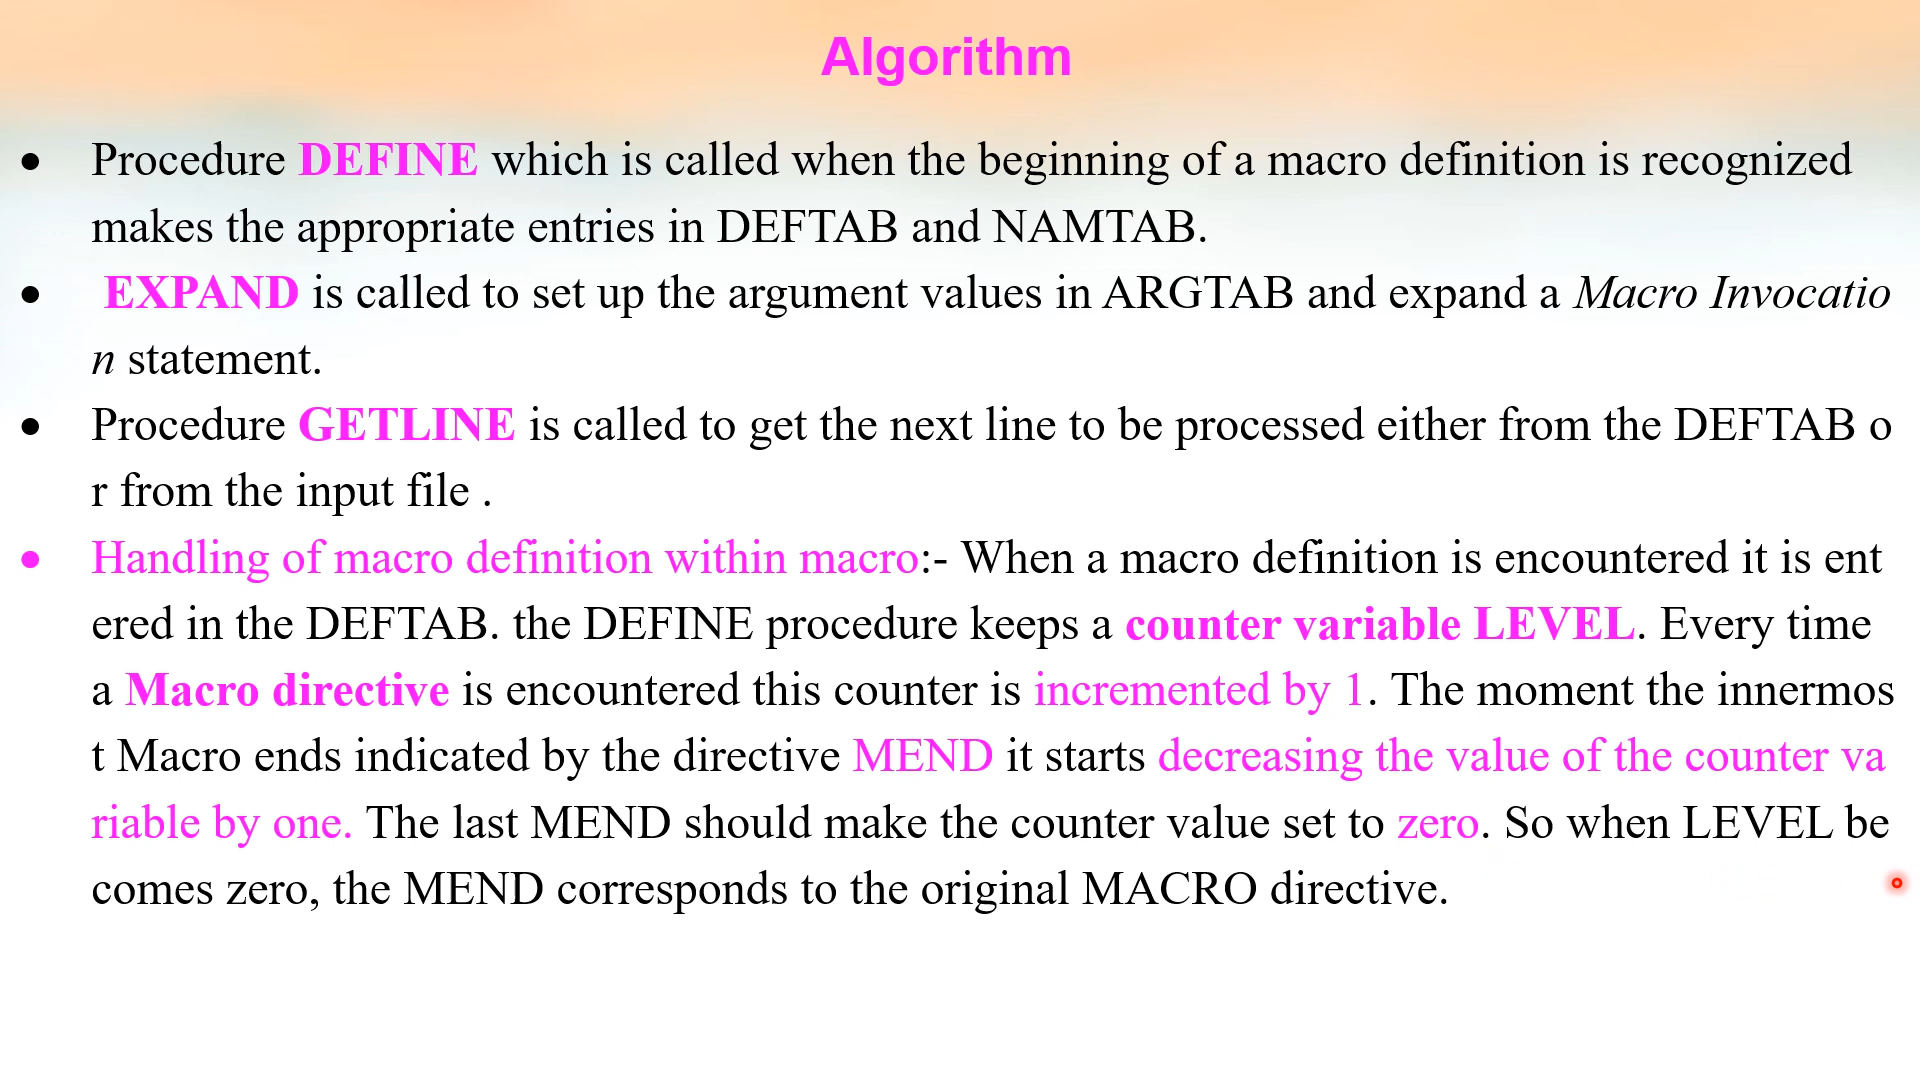 Algorithm
• Procedure DEFINE which is called when the beginning of a macro definition is recognized
makes the appropriate entries in DEFTAB and NAMTAB.
• EXPAND is called to set up the argument values in ARGTAB and expand a Macro Invocatio
n statement.
• Procedure GETLINE is called to get the next line to be processed either from the DEFTAB o
r from the input file .
• Handling of macro definition within macro:- When a macro definition is encountered it is ent
ered in the DEFTAB. the DEFINE procedure keeps a counter variable LEVEL. Every time
a Macro directive is encountered this counter is incremented by 1. The moment the innermos
t Macro ends indicated by the directive MEND it starts decreasing the value of the counter va
riable by one. The last MEND should make the counter value set to zero. So when LEVEL be
comes zero, the MEND corresponds to the original MACRO directive.